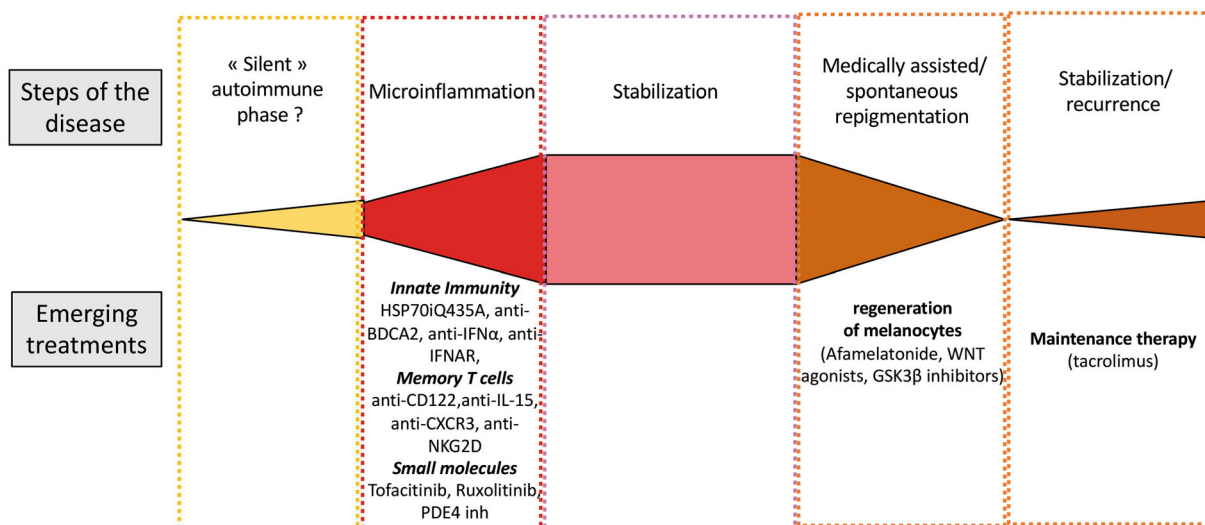 Steps of the
disease
« Silent »
autoimmune
phase ?
Microinflammation
Stabilization
Medically assisted/
spontaneous
repigmentation
Stabilization/
recurrence
Emerging
treatments
Innate Immunity
HSP70iQ435A, anti-
BDCA2, anti-IFNα, anti-
IFNAR,
Memory T cells
anti-CD122,anti-IL-15,
anti-CXCR3, anti-
NKG2D
Small molecules
Tofacitinib, Ruxolitinib,
PDE4 inh
regeneration
of melanocytes
(Afamelatonide, WNT
agonists, GSK3β inhibitors)
Maintenance therapy
(tacrolimus)